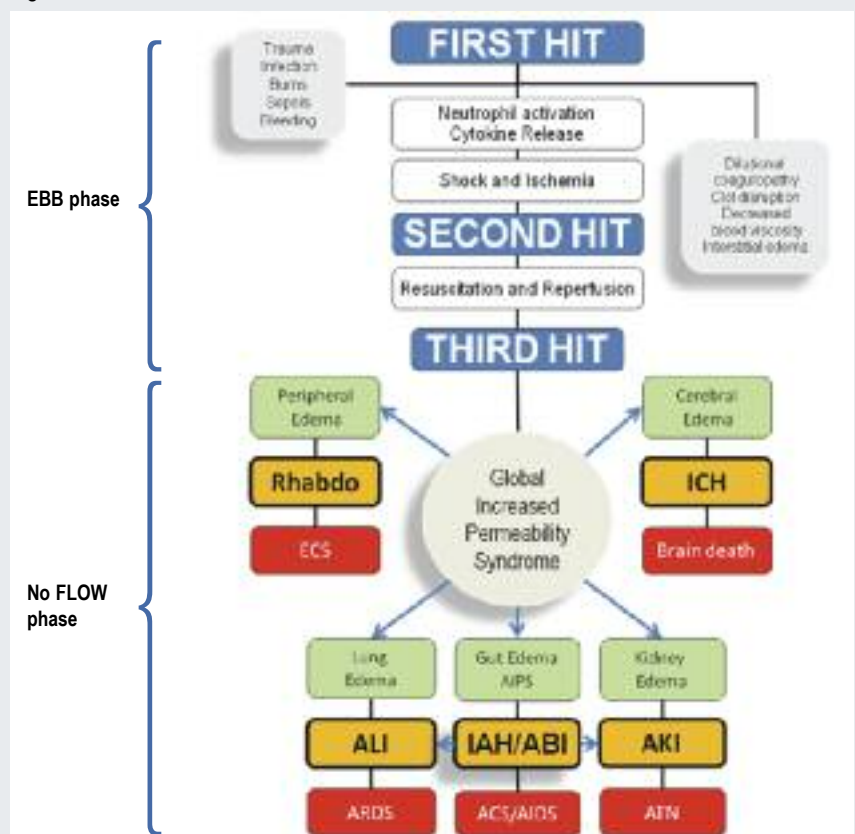 FIRST HIT
Trauma
Infection
Burns
Sepsis
Bleeding
Neutrophil activation
Cytokine Release
Shock and Ischemia
Dilutional
Clot disruption
Decreased
blood viscosity
Interstitial edema
EBB phase
SECOND HIT
Resuscitation and Reperfusion
THIRD HIT
Peripheral
Edema
Rhabdo
ECS
Cerebral
Edema
ICH
Brain death
Global
Increased
Permeability
Syndrome
No FLOW
phase
Lung
Edema
ALI
ARDS
Gut Edema
AIPS
IAH/ABI
ACS/AIDS
Kidney
Edema
AKI
ATN